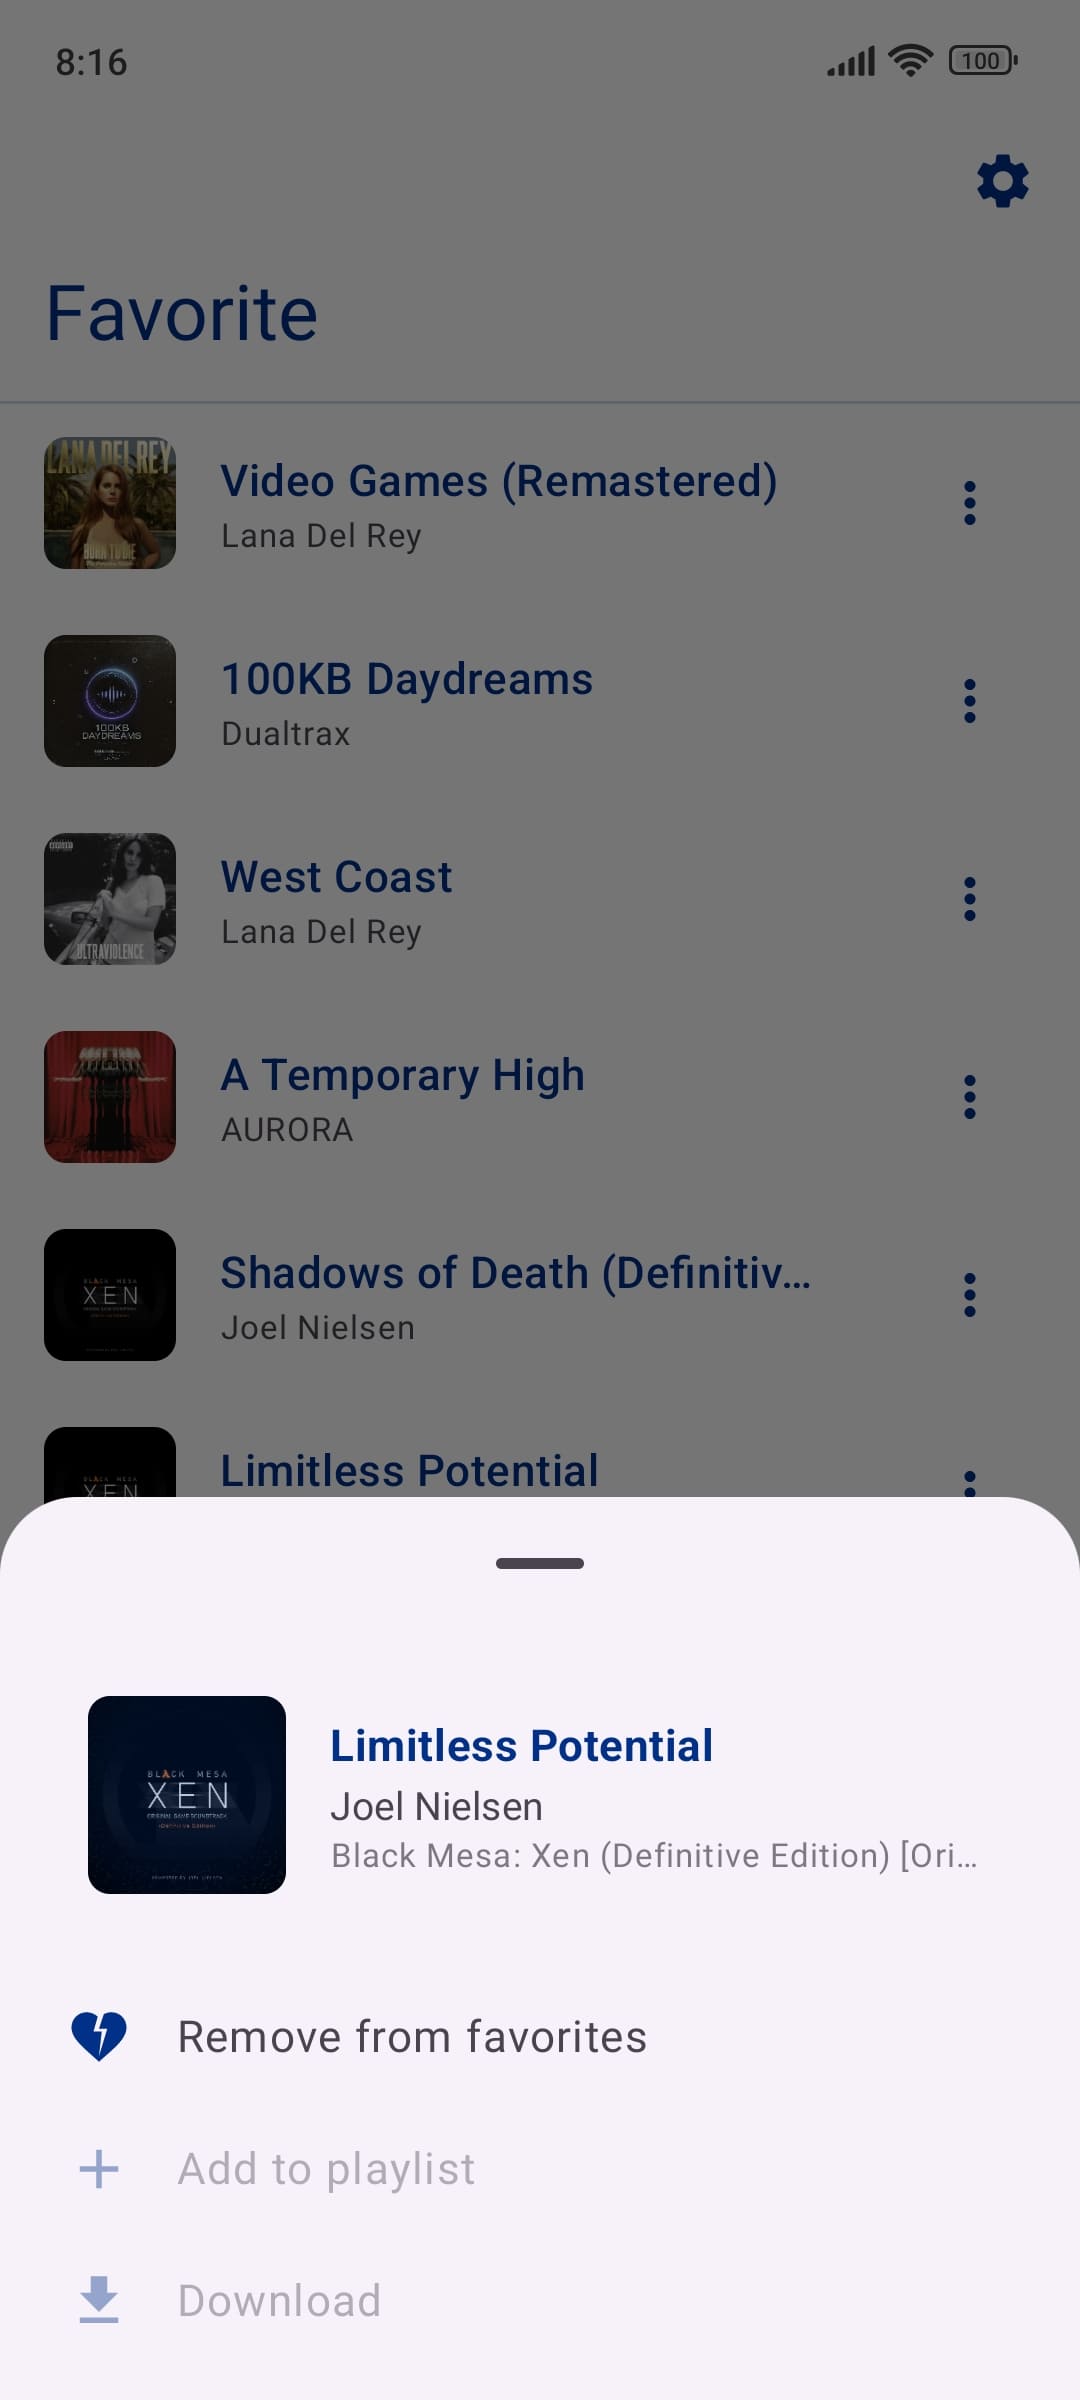 8:16
100
Favorite
LANA DEL REY
BORN TO DIE
Video Games (Remastered)
Lana Del Rey
100KB
DAYDREAMS
100KB Daydreams
Dualtrax
ULTRAVIOLENCE
West Coast
Lana Del Rey
A Temporary High
AURORA
BLACK MESA
XEN
Shadows of Death (Definitiv...
Joel Nielsen
BLACK MESA
XEN
Limitless Potential
BLACK MESA
XEN
ORIGINAL GAME SOUNDTRACK
Limitless Potential
Joel Nielsen
Black Mesa: Xen (Definitive Edition) [Ori...
Remove from favorites
Add to playlist
Download